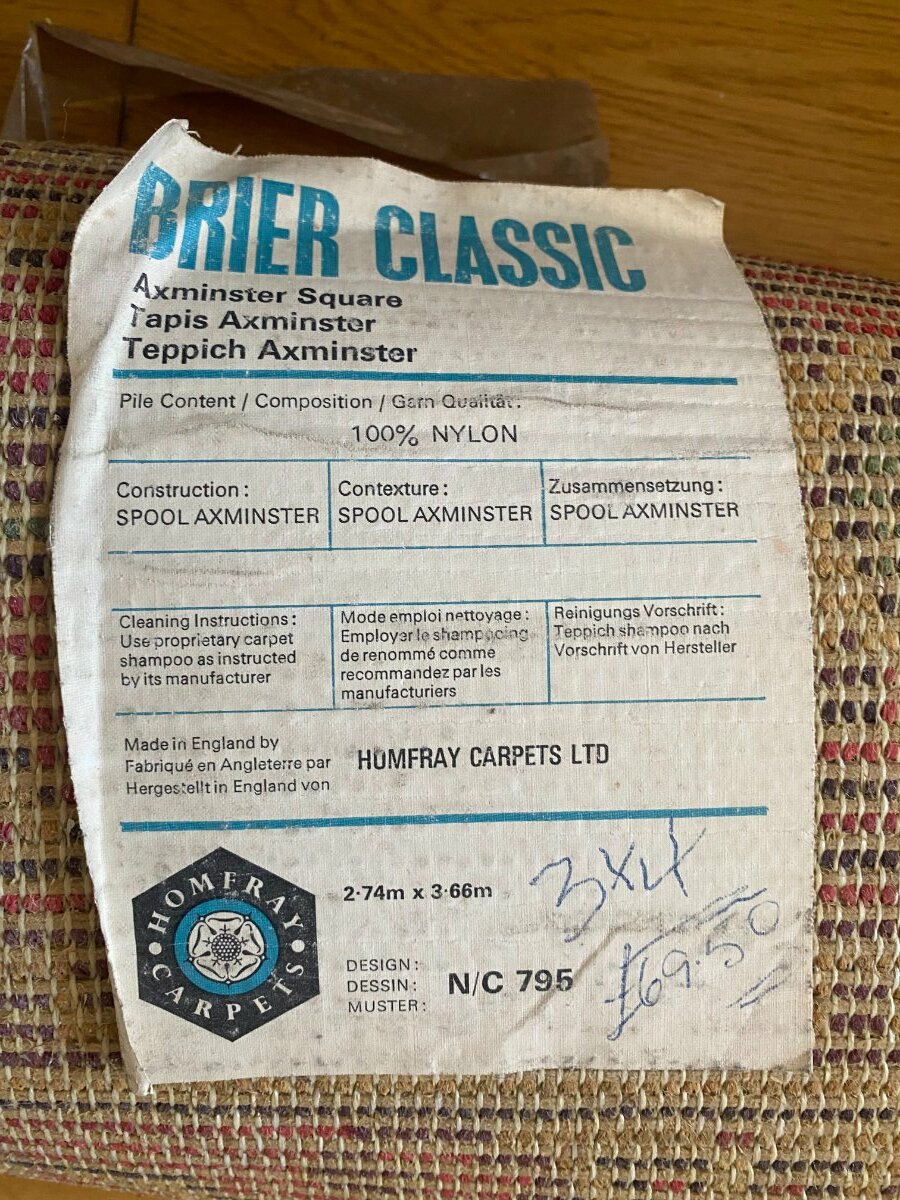 BRIER CLASSIC
Axminster Square
Tapis Axminster
Teppich Axminster
Pile Content / Composition / Garn Qualität:
100% NYLON
Construction:
SPOOL AXMINSTER
Contexture:
SPOOL AXMINSTER
Zusammensetzung:
SPOOL AXMINSTER
Cleaning Instructions:
Use proprietary carpet
shampoo as instructed
by its manufacturer
Mode emploi nettoyage:
Employer le shampooing
de renommé comme
recommandez par les
manufacturiers
Reinigungs Vorschrift:
Teppich shampoo nach
Vorschrift von Hersteller
Made in England by
Fabriqué en Angleterre par
Hergestellt in England von
HOMFRAY CARPETS LTD
HOMFRAY
CARPETS
2·74m x 3·66m
3x4
£69.50
DESIGN:
DESSIN:
MUSTER:
N/C 795